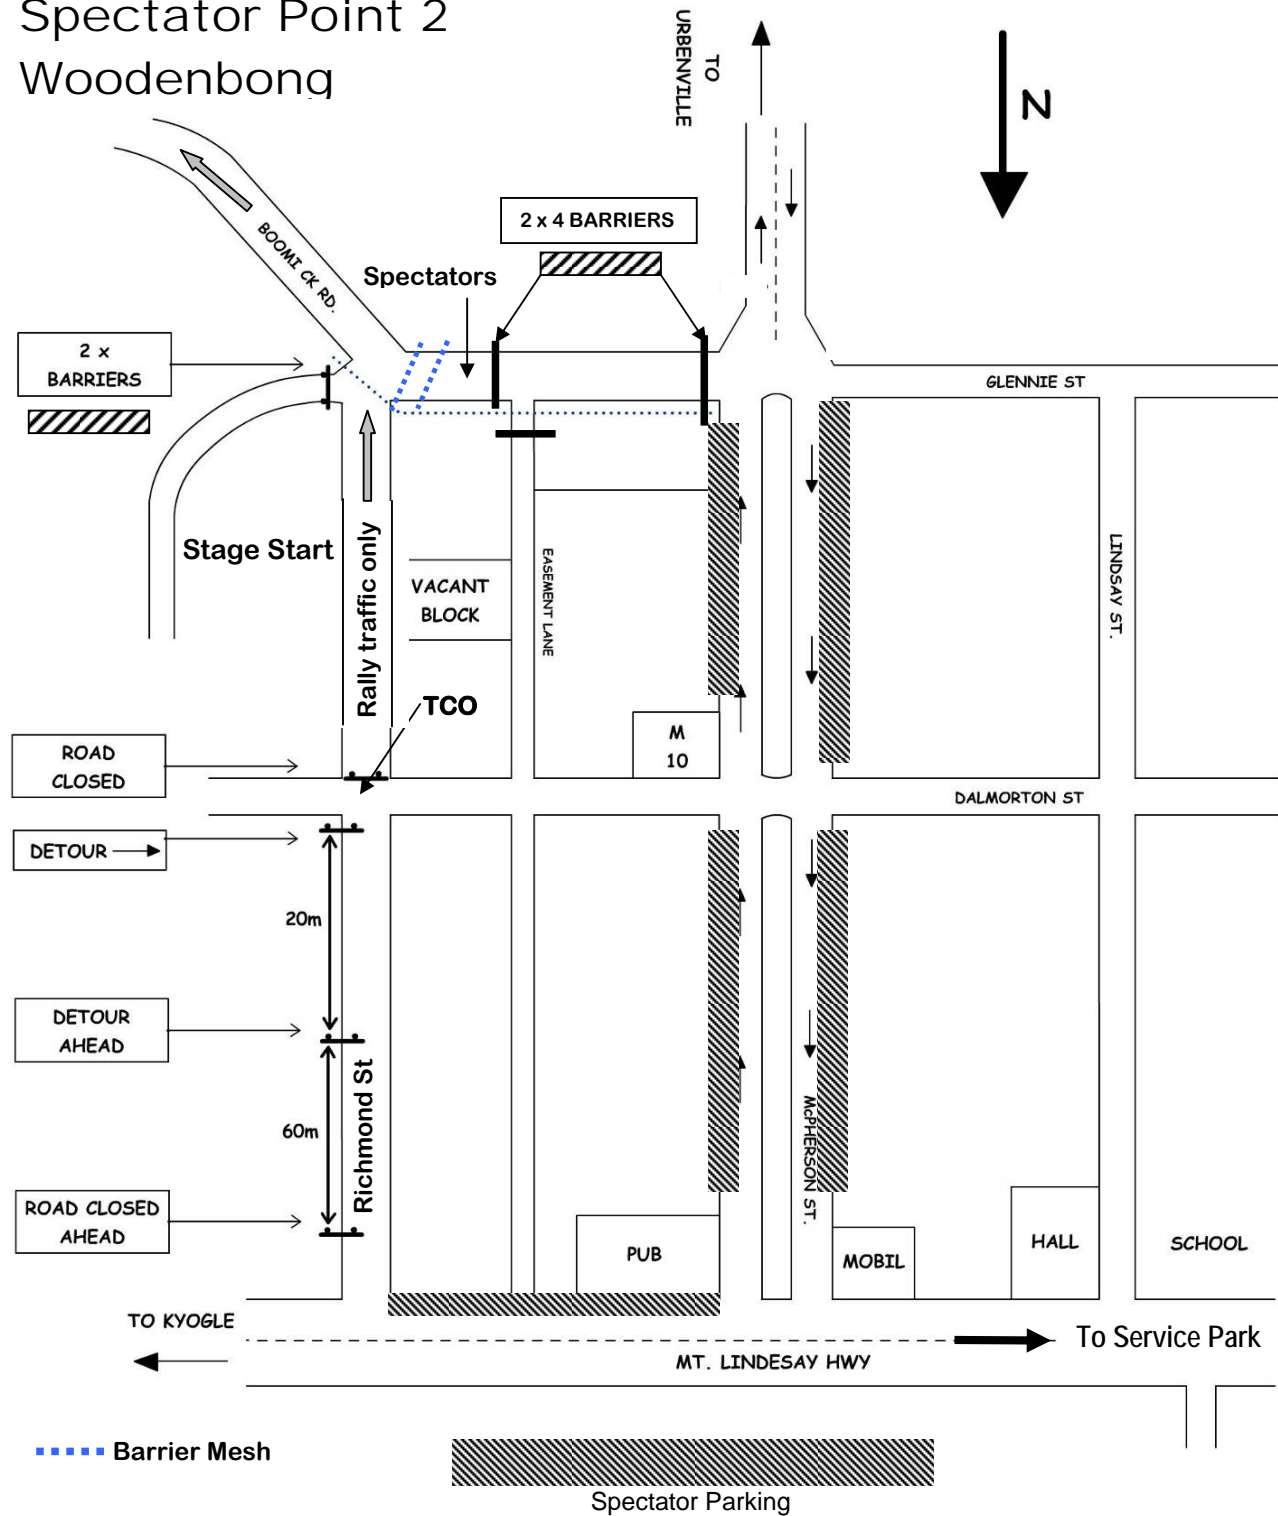 Spectator Point 2
Woodenbong
TO
URBENVILLE
N
2 x 4 BARRIERS
BOOMI CK RD.
Spectators
2 x
BARRIERS
GLENNIE ST
Stage Start
Rally traffic only
VACANT
BLOCK
EASEMENT LANE
LINDSAY ST.
TCO
M
10
ROAD
CLOSED
DALMORTON ST
DETOUR
20m
DETOUR
AHEAD
Richmond St
60m
McPHERSON ST.
ROAD CLOSED
AHEAD
PUB
MOBIL
HALL
SCHOOL
TO KYOGLE
To Service Park
MT. LINDESAY HWY
Barrier Mesh
Spectator Parking